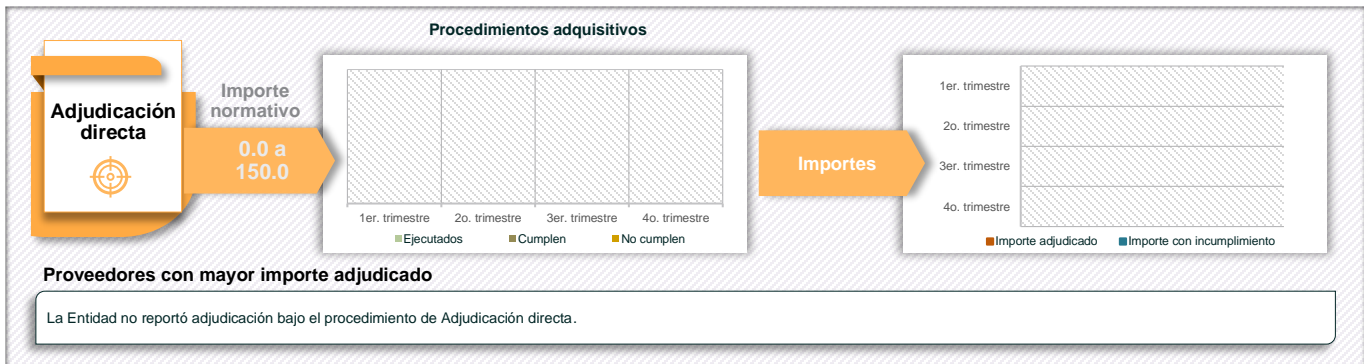 Procedimientos adquisitivos
Adjudicación
directa
Importe
normativo
0.0 a
150.0
1er. trimestre
2o. trimestre
3er. trimestre
4o. trimestre
Ejecutados
Cumplen
No cumplen
Importes
1er. trimestre
2o. trimestre
3er. trimestre
4o. trimestre
Importe adjudicado
Importe con incumplimiento
Proveedores con mayor importe adjudicado
La Entidad no reportó adjudicación bajo el procedimiento de Adjudicación directa.